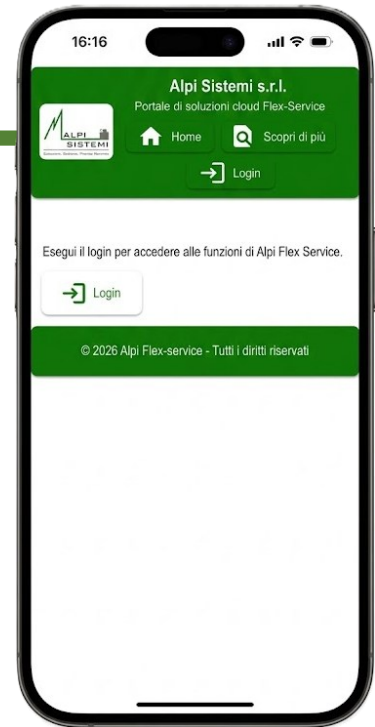 16:16
Alpi Sistemi s.r.l.
Portale di soluzioni cloud Flex-Service
ALPI
SISTEMI
Home
Scopri di più
Login
Esegui il login per accedere alle funzioni di Alpi Flex Service.
Login
© 2026 Alpi Flex-service - Tutti i diritti riservati